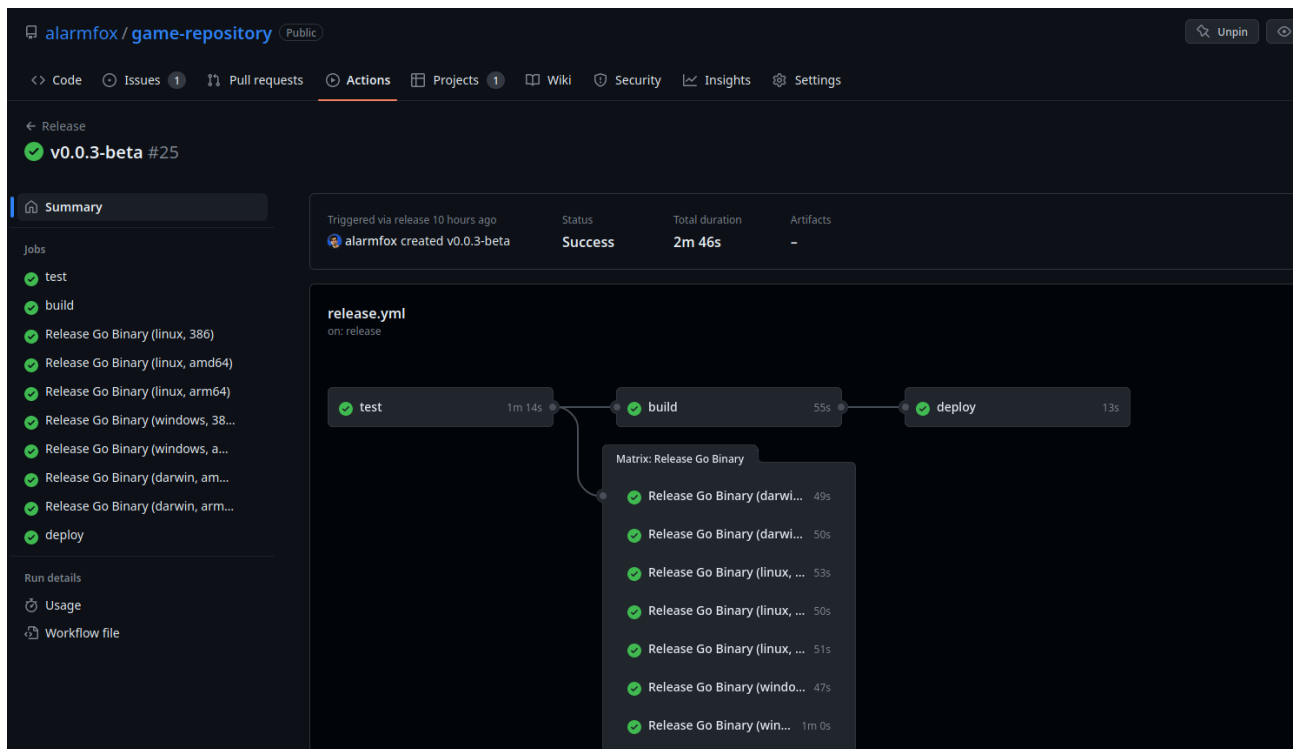 alarmfox / game-repository Public
Unpin
Code Issues 1 Pull requests Actions Projects 1 Wiki Security Insights Settings
← Release
v0.0.3-beta #25
Summary
Jobs
test
build
Release Go Binary (linux, 386)
Release Go Binary (linux, amd64)
Release Go Binary (linux, arm64)
Release Go Binary (windows, 38...
Release Go Binary (windows, a...
Release Go Binary (darwin, am...
Release Go Binary (darwin, arm...
deploy
Run details
Usage
Workflow file
Triggered via release 10 hours ago
alarmfox created v0.0.3-beta
Status
Success
Total duration
2m 46s
Artifacts
–
release.yml
on: release
test 1m 14s
build 55s
deploy 13s
Matrix: Release Go Binary
Release Go Binary (darwi... 49s
Release Go Binary (darwi... 50s
Release Go Binary (linux, ... 53s
Release Go Binary (linux, ... 50s
Release Go Binary (linux, ... 51s
Release Go Binary (windo... 47s
Release Go Binary (win... 1m 0s